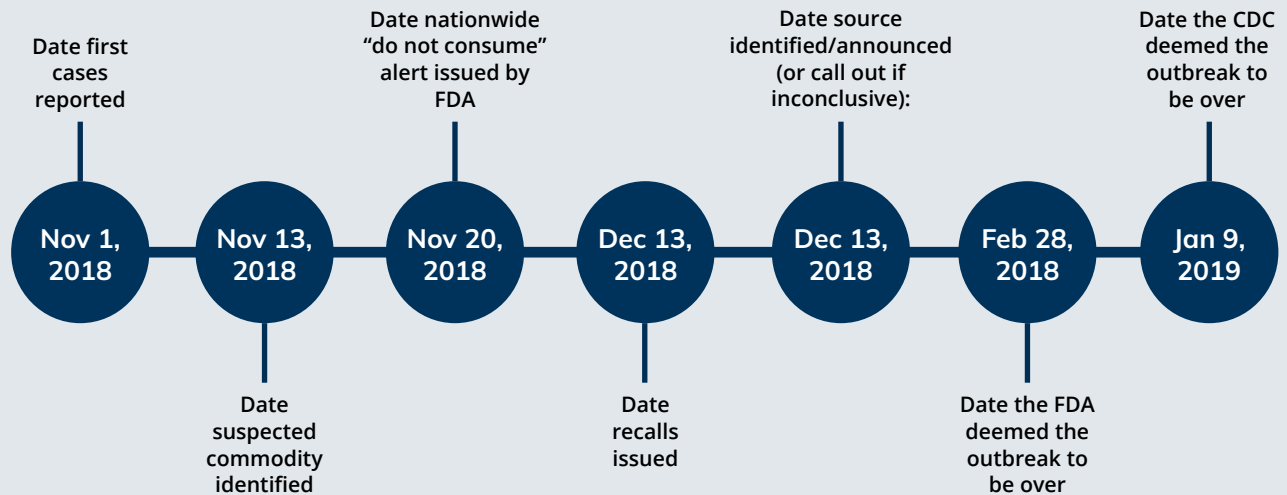 Date first
cases
reported
Nov 1,
2018
Nov 13,
2018
Date
suspected
commodity
identified
Date nationwide
“do not consume”
alert issued by
FDA
Nov 20,
2018
Dec 13,
2018
Date
recalls
issued
Date source
identified/announced
(or call out if
inconclusive):
Dec 13,
2018
Feb 28,
2018
Date the FDA
deemed the
outbreak to
be over
Date the CDC
deemed the
outbreak to
be over
Jan 9,
2019